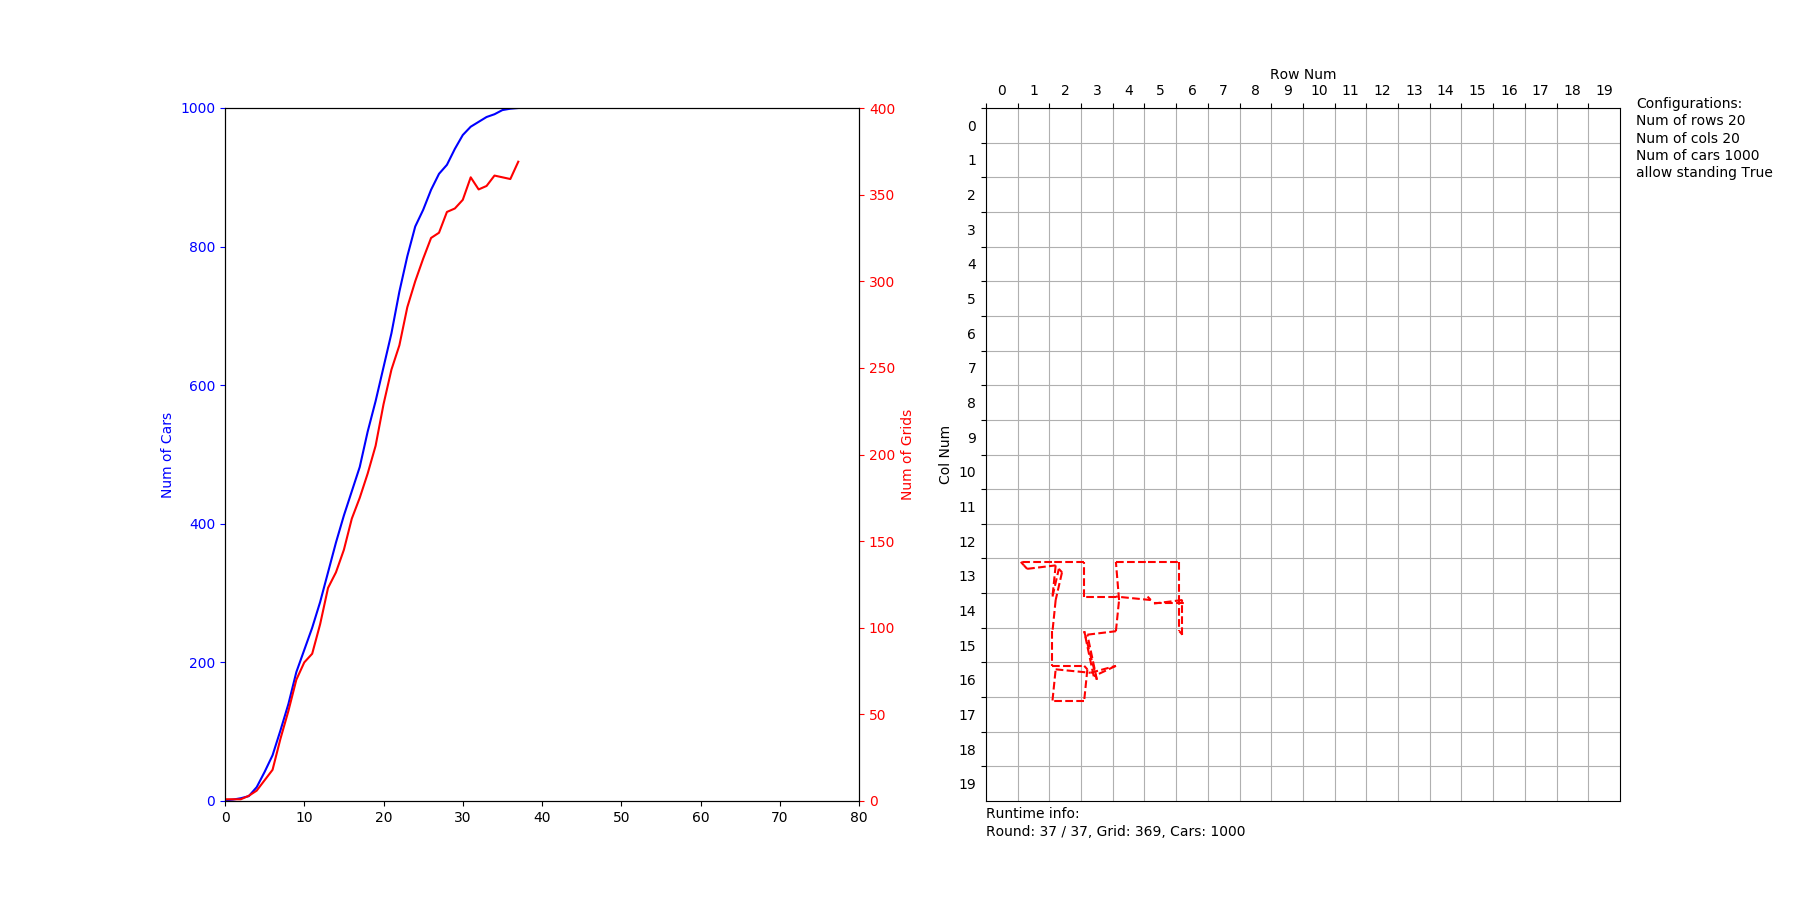 1000
800
600
400
200
0
Num of Cars
0 10 20 30 40 50 60 70 80
400
350
300
250
200
150
100
50
0
Num of Grids
Row Num
0 1 2 3 4 5 6 7 8 9 10 11 12 13 14 15 16 17 18 19
Col Num
0
1
2
3
4
5
6
7
8
9
10
11
12
13
14
15
16
17
18
19
Configurations:
Num of rows 20
Num of cols 20
Num of cars 1000
allow standing True
Runtime info:
Round: 37 / 37, Grid: 369, Cars: 1000